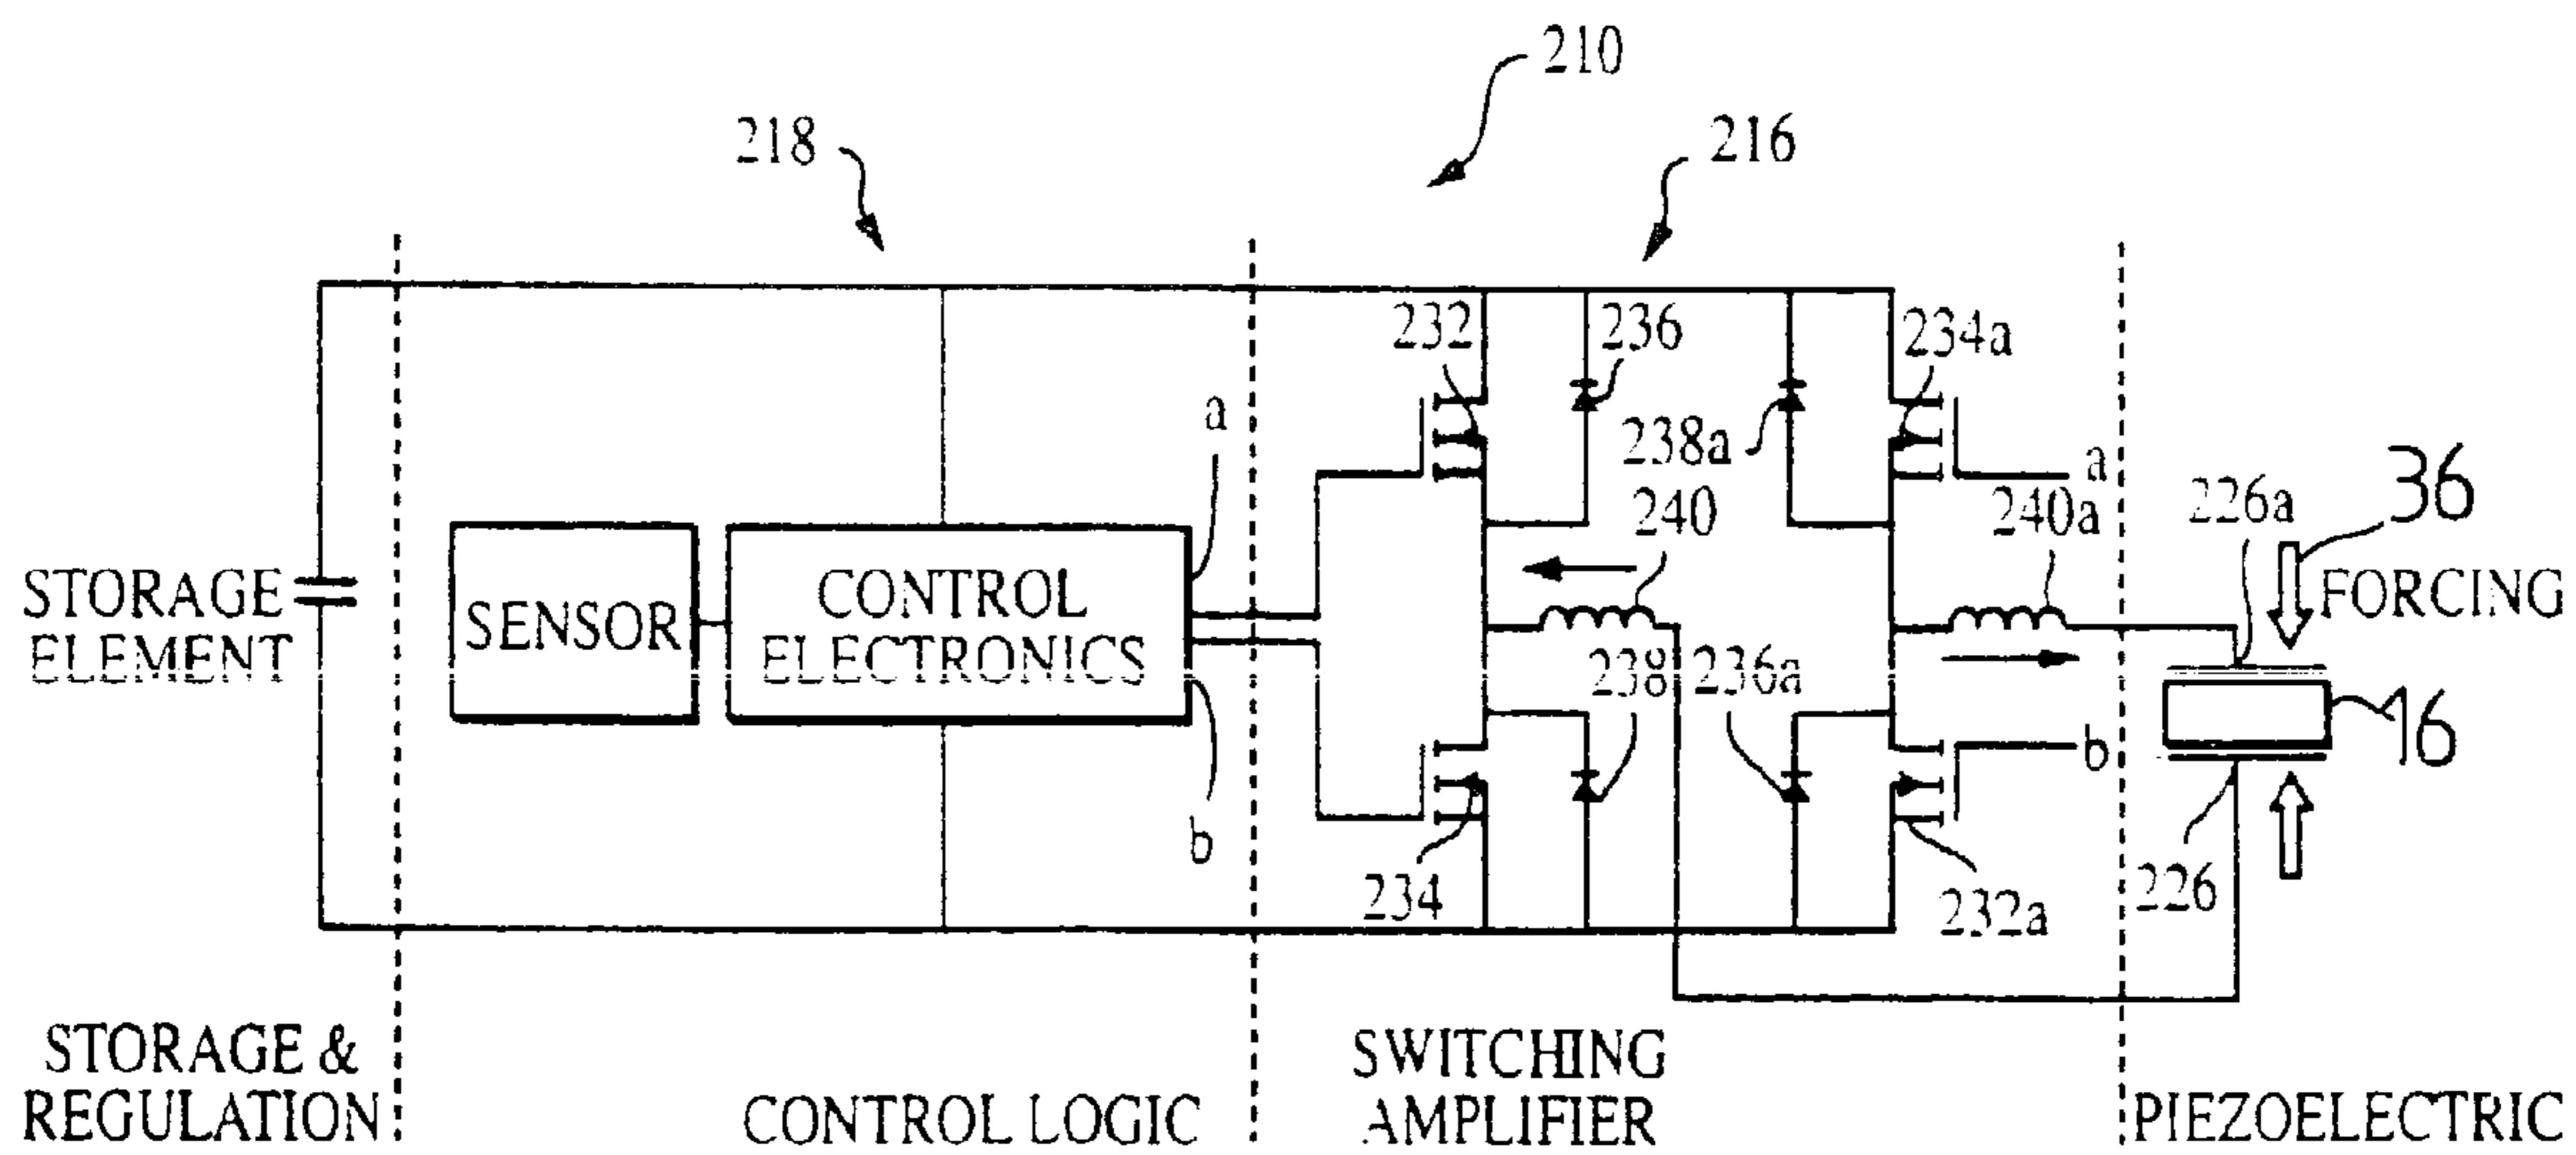 210
218
216
232
236
234a
a
238a
a
36
240
240a
226a
STORAGE
ELEMENT
SENSOR
CONTROL
ELECTRONICS
FORCING
238
236a
16
b
b
234
232a
226
STORAGE &
REGULATION
CONTROL LOGIC
SWITCHING
AMPLIFIER
PIEZOELECTRIC